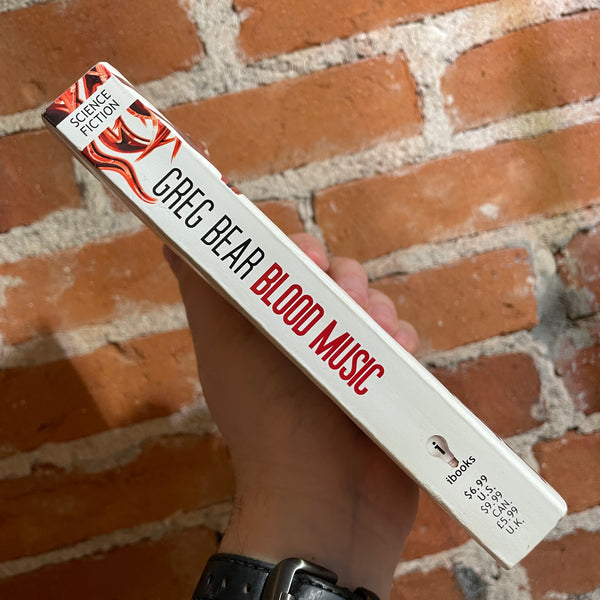 SCIENCE
FICTION
GREG BEAR BLOOD MUSIC
i
ibooks
$6.99
U.S.
$9.99
CAN.
£5.99
U.K.